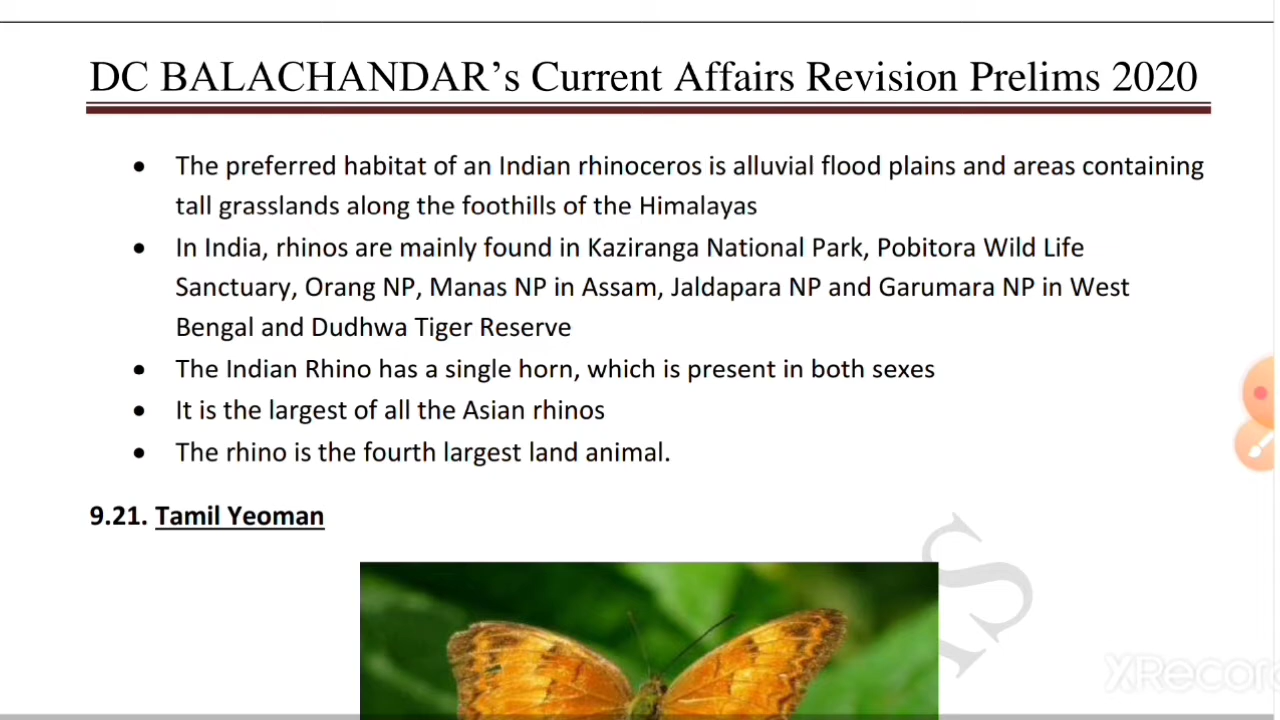 DC BALACHANDAR’s Current Affairs Revision Prelims 2020
• The preferred habitat of an Indian rhinoceros is alluvial flood plains and areas containing
tall grasslands along the foothills of the Himalayas
• In India, rhinos are mainly found in Kaziranga National Park, Pobitora Wild Life
Sanctuary, Orang NP, Manas NP in Assam, Jaldapara NP and Garumara NP in West
Bengal and Dudhwa Tiger Reserve
• The Indian Rhino has a single horn, which is present in both sexes
• It is the largest of all the Asian rhinos
• The rhino is the fourth largest land animal.
9.21. Tamil Yeoman
S
XRecord